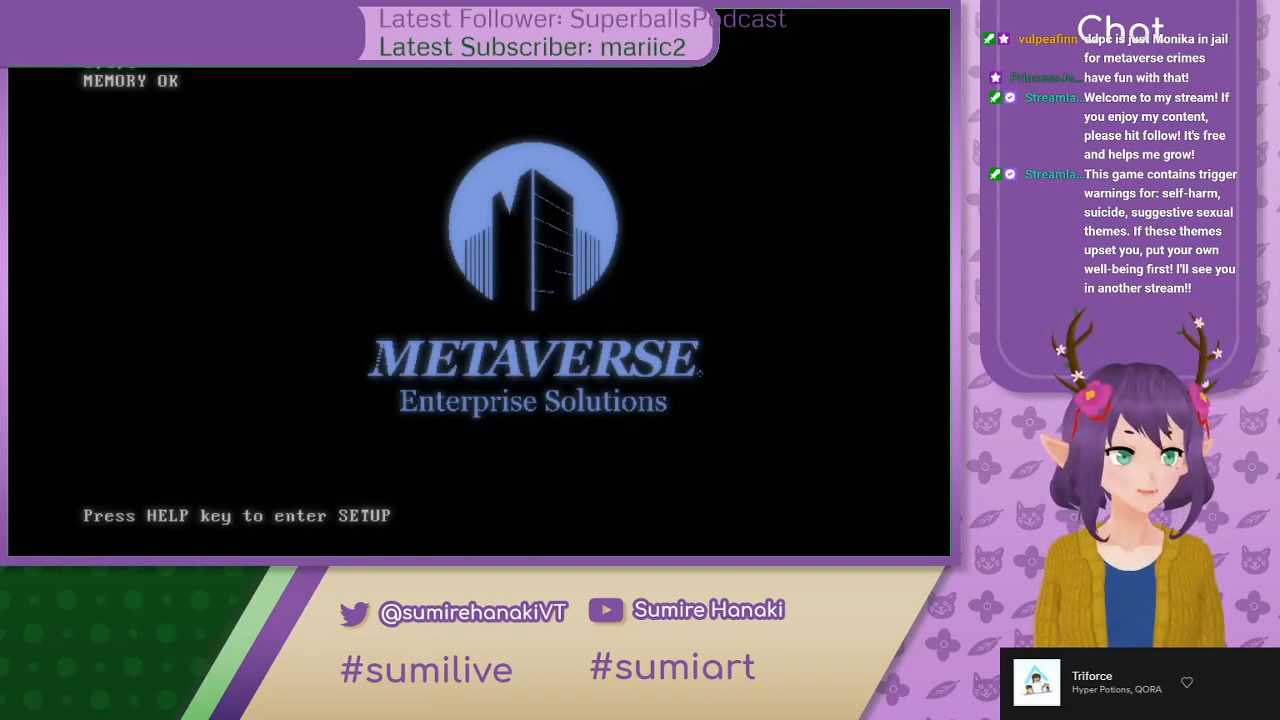 Latest Follower: SuperballsPodcast
Latest Subscriber: mariic2
MEMORY OK
METAVERSE
Enterprise Solutions
Press HELP key to enter SETUP
Chat
vulpeafinn ddpc is just Monika in jail
for metaverse crimes
have fun with that!
Streamla... Welcome to my stream! If
you enjoy my content,
please hit follow! It's free
and helps me grow!
Streamla... This game contains trigger
warnings for: self-harm,
suicide, suggestive sexual
themes. If these themes
upset you, put your own
well-being first! I'll see you
in another stream!!
@sumirehanakiVT
Sumire Hanaki
#sumilive
#sumiart
Triforce
Hyper Potions, QORA